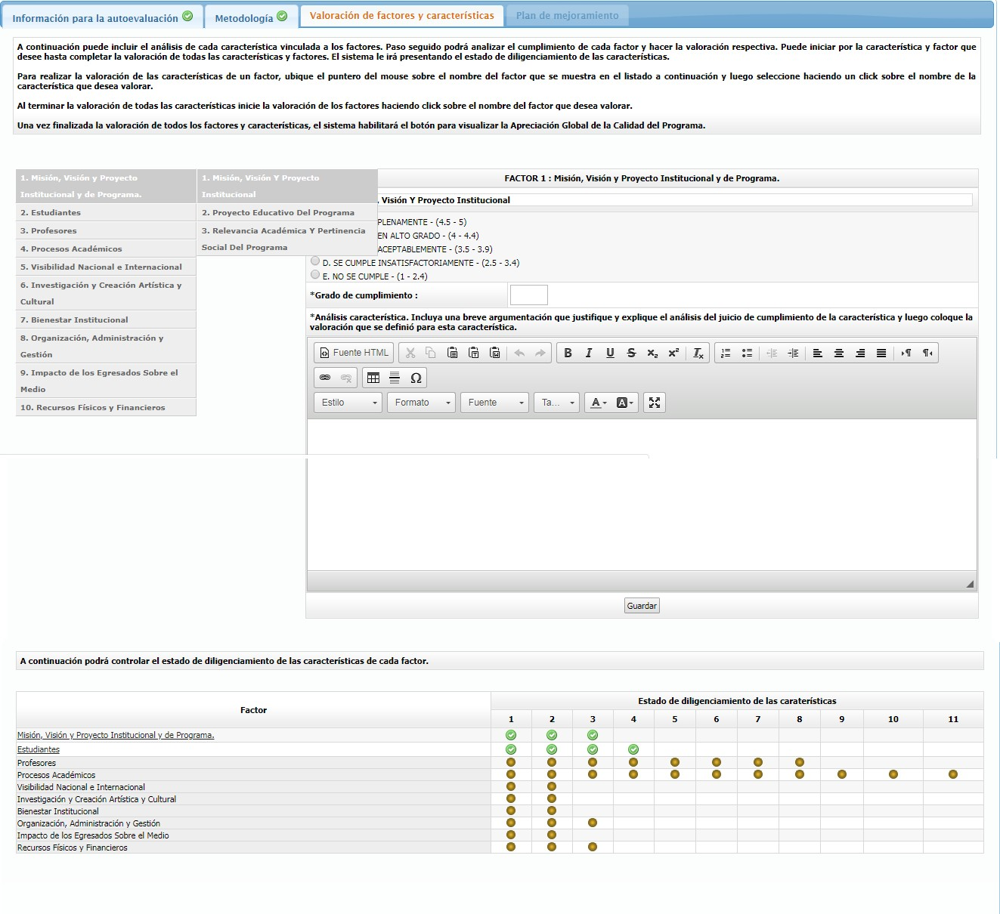 Información para la autoevaluación
Metodología
Valoración de factores y características
Plan de mejoramiento
A continuación puede incluir el análisis de cada característica vinculada a los factores. Paso seguido podrá analizar el cumplimiento de cada factor y hacer la valoración respectiva. Puede iniciar por la característica y factor que
desee hasta completar la valoración de todas las características y factores. El sistema le irá presentando el estado de diligenciamiento de las características.
Para realizar la valoración de las características de un factor, ubique el puntero del mouse sobre el nombre del factor que se muestra en el listado a continuación y luego seleccione haciendo un click sobre el nombre de la
característica que desea valorar.
Al terminar la valoración de todas las características inicie la valoración de los factores haciendo click sobre el nombre del factor que desea valorar.
Una vez finalizada la valoración de todos los factores y características, el sistema habilitará el botón para visualizar la Apreciación Global de la Calidad del Programa.
1. Misión, Visión y Proyecto
Institucional y de Programa.
2. Estudiantes
3. Profesores
4. Procesos Académicos
5. Visibilidad Nacional e Internacional
6. Investigación y Creación Artística y
Cultural
7. Bienestar Institucional
8. Organización, Administración y
Gestión
9. Impacto de los Egresados Sobre el
Medio
10. Recursos Físicos y Financieros
1. Misión, Visión Y Proyecto
Institucional
2. Proyecto Educativo Del Programa
3. Relevancia Académica Y Pertinencia
Social Del Programa
FACTOR 1 : Misión, Visión y Proyecto Institucional y de Programa.
, Visión Y Proyecto Institucional
PLENAMENTE - (4.5 - 5)
EN ALTO GRADO - (4 - 4.4)
ACEPTABLEMENTE - (3.5 - 3.9)
D. SE CUMPLE INSATISFACTORIAMENTE - (2.5 - 3.4)
E. NO SE CUMPLE - (1 - 2.4)
*Grado de cumplimiento :
*Análisis característica. Incluya una breve argumentación que justifique y explique el análisis del juicio de cumplimiento de la característica y luego coloque la
valoración que se definió para esta característica.
Fuente HTML
B I U S x₂ x² Tx
Ω
Estilo Formato Fuente Ta... A A
Guardar
A continuación podrá controlar el estado de diligenciamiento de las características de cada factor.
Factor
Estado de diligenciamiento de las caraterísticas
1 2 3 4 5 6 7 8 9 10 11
Misión, Visión y Proyecto Institucional y de Programa.
Estudiantes
Profesores
Procesos Académicos
Visibilidad Nacional e Internacional
Investigación y Creación Artística y Cultural
Bienestar Institucional
Organización, Administración y Gestión
Impacto de los Egresados Sobre el Medio
Recursos Físicos y Financieros